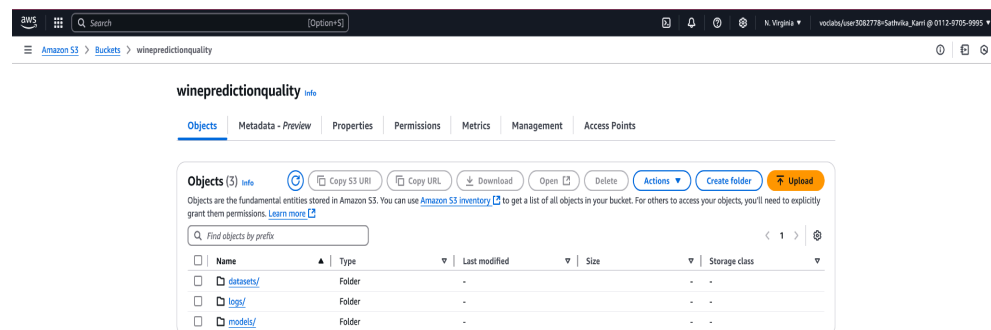 aws
Search [Option+S] N. Virginia ▼ voclabs/user3082778=Sathvika_Karri @ 0112-9705-9995 ▼
Amazon S3 > Buckets > winepredictionquality
winepredictionquality Info
Objects Metadata - Preview Properties Permissions Metrics Management Access Points
Objects (3) Info Copy S3 URI Copy URL Download Open Delete Actions ▼ Create folder Upload
Objects are the fundamental entities stored in Amazon S3. You can use Amazon S3 inventory to get a list of all objects in your bucket. For others to access your objects, you'll need to explicitly
grant them permissions. Learn more
Find objects by prefix < 1 >
Name ▲ Type Last modified Size Storage class
datasets/ Folder - - -
logs/ Folder - - -
models/ Folder - - -